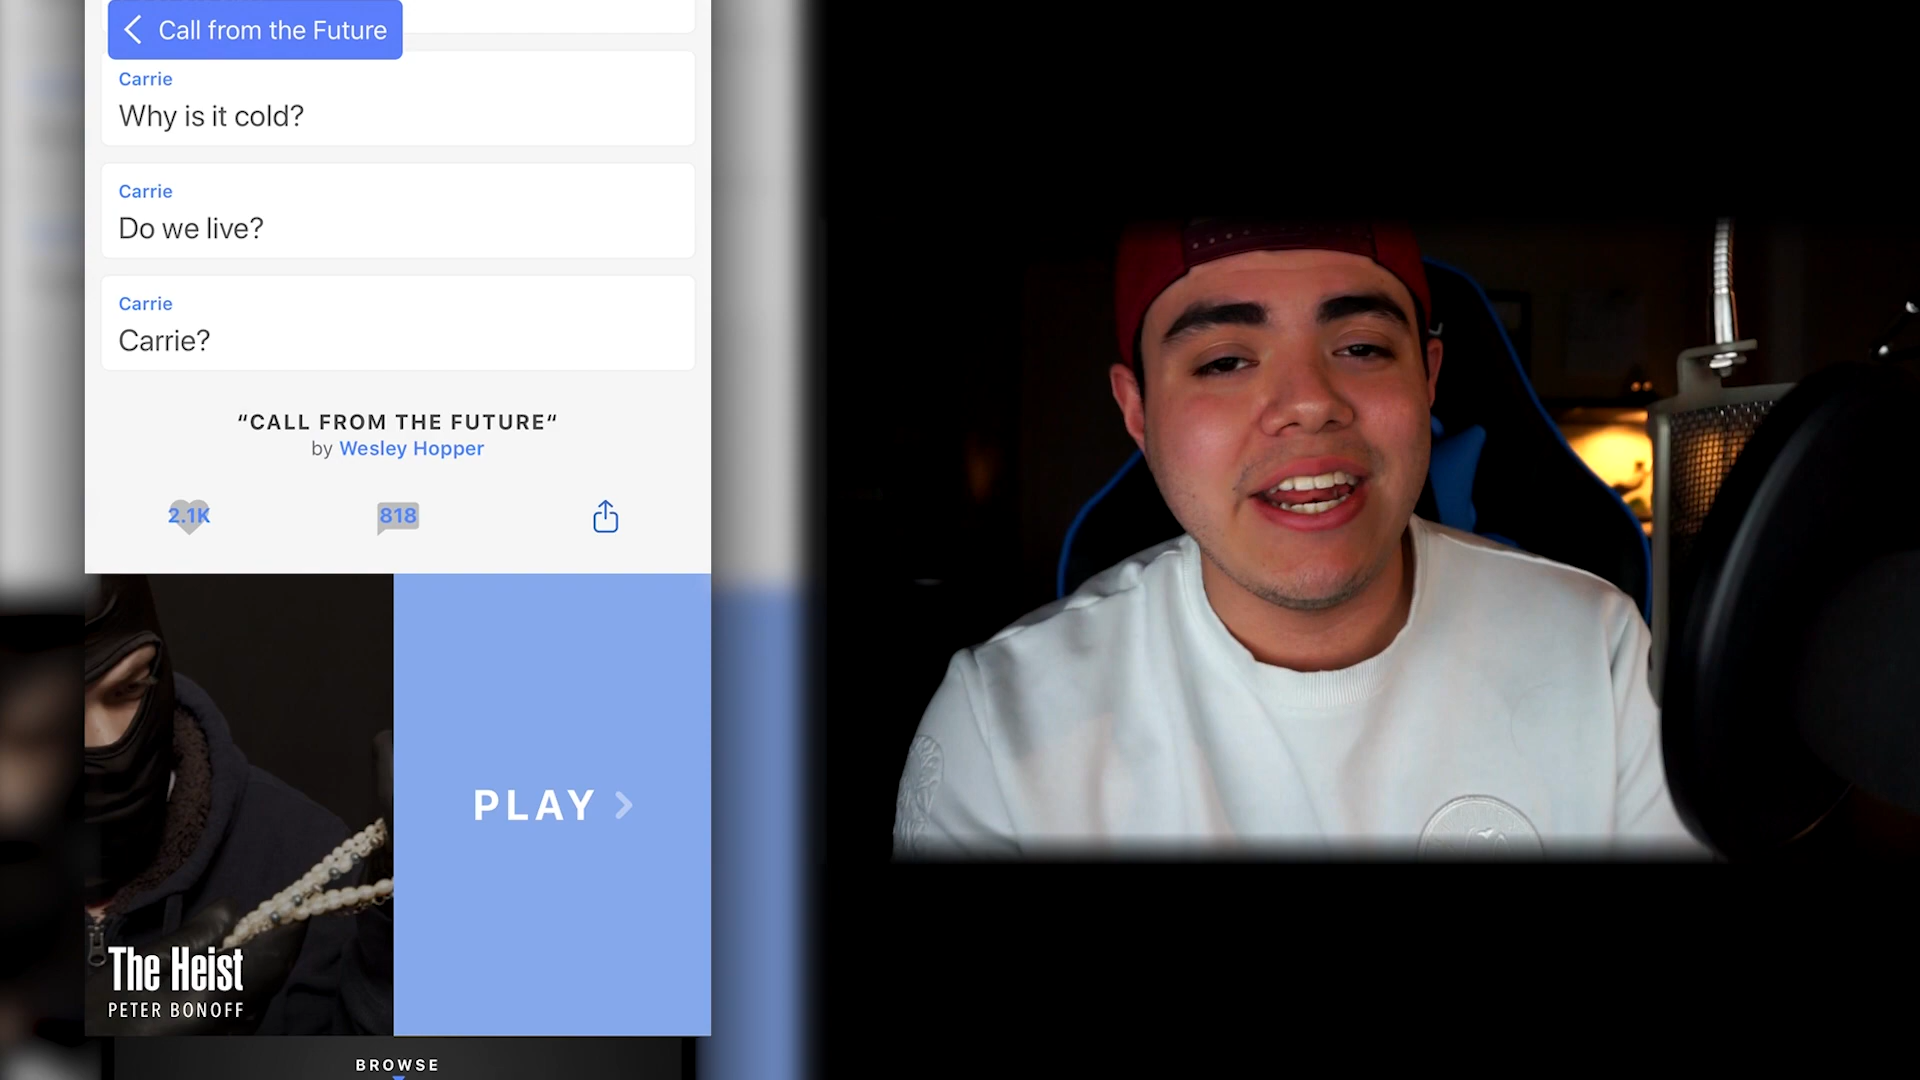 Call from the Future
Carrie
Why is it cold?
Carrie
Do we live?
Carrie
Carrie?
“CALL FROM THE FUTURE“
by Wesley Hopper
2.1K
818
PLAY
The Heist
PETER BONOFF
BROWSE